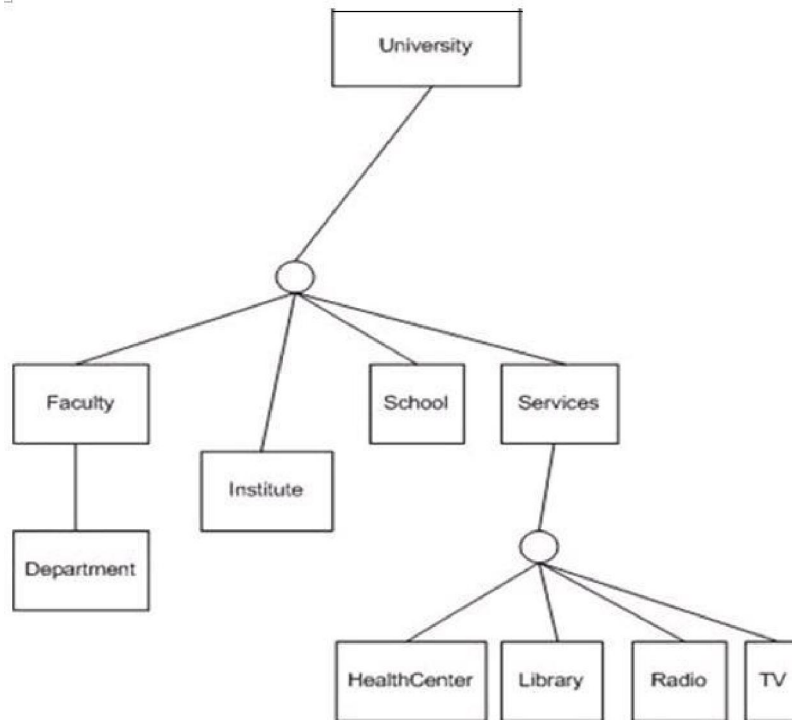 University
Faculty
School
Services
Institute
Department
HealthCenter
Library
Radio
TV